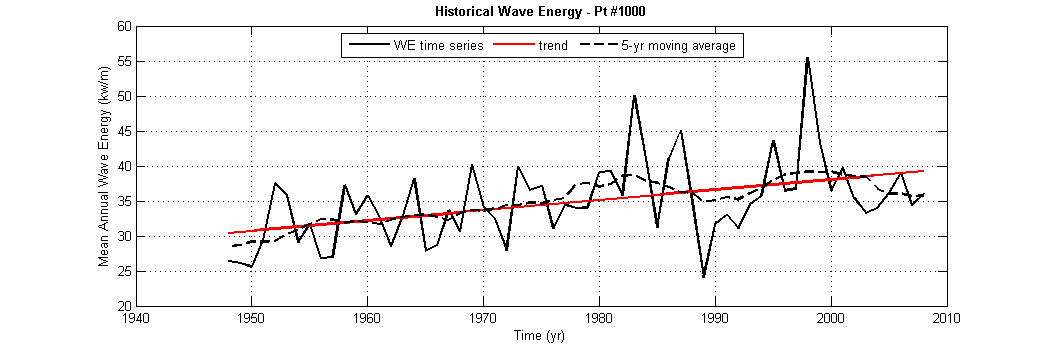 Historical Wave Energy - Pt #1000
WE time series trend 5-yr moving average
Mean Annual Wave Energy (kw/m)
60
55
50
45
40
35
30
25
20
1940 1950 1960 1970 1980 1990 2000 2010
Time (yr)